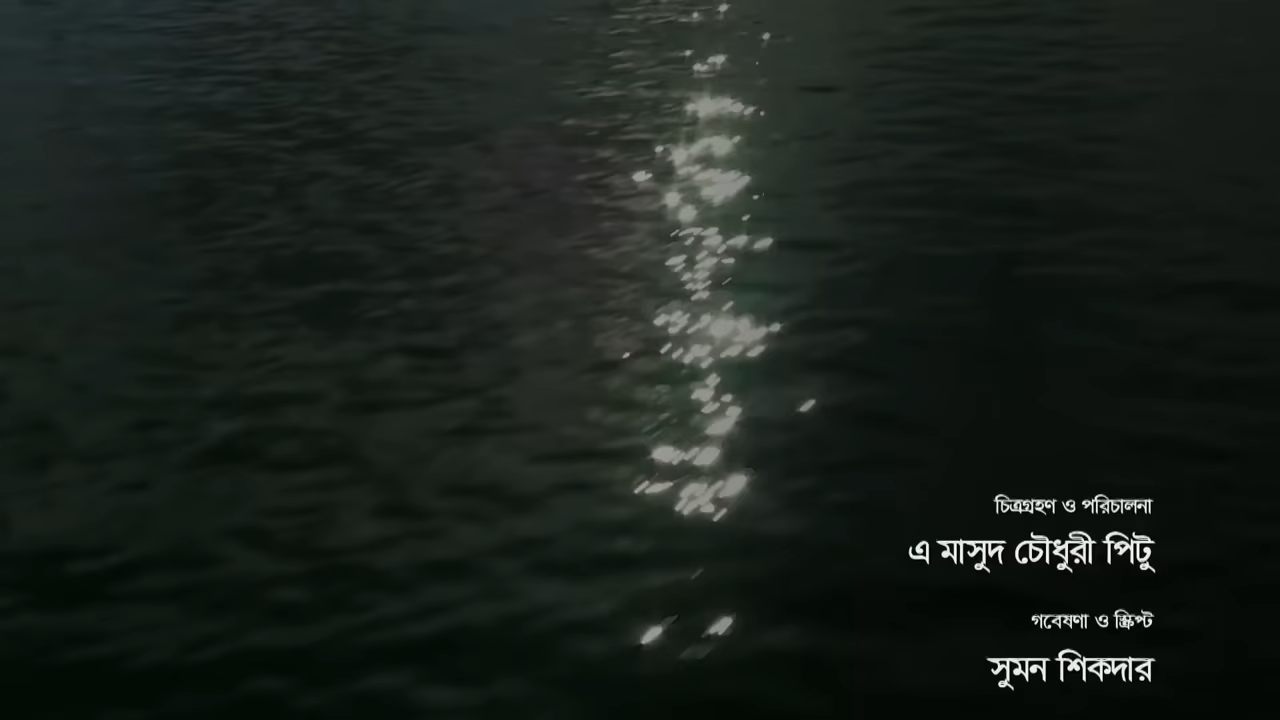 চিত্রগ্রহণ ও পরিচালনা
এ মাসুদ চৌধুরী পিটু
গবেষণা ও স্ক্রিপ্ট
সুমন শিকদার